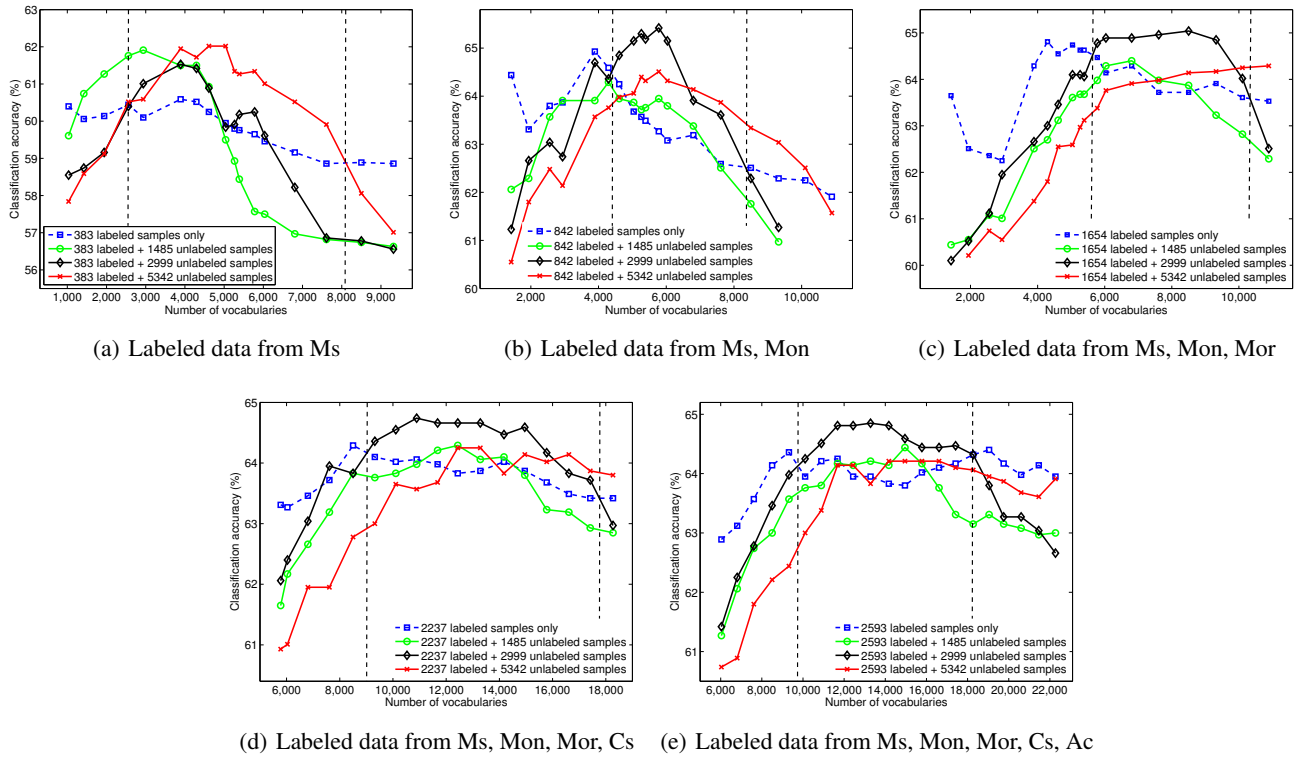 63
62
61
60
59
58
57
56
Classification accuracy (%)
383 labeled samples only
383 labeled + 1485 unlabeled samples
383 labeled + 2999 unlabeled samples
383 labeled + 5342 unlabeled samples
1,000 2,000 3,000 4,000 5,000 6,000 7,000 8,000 9,000
Number of vocabularies
(a) Labeled data from Ms
65
64
63
62
61
60
Classification accuracy (%)
842 labeled samples only
842 labeled + 1485 unlabeled samples
842 labeled + 2999 unlabeled samples
842 labeled + 5342 unlabeled samples
2,000 4,000 6,000 8,000 10,000
Number of vocabularies
(b) Labeled data from Ms, Mon
65
64
63
62
61
60
Classification accuracy (%)
1654 labeled samples only
1654 labeled + 1485 unlabeled samples
1654 labeled + 2999 unlabeled samples
1654 labeled + 5342 unlabeled samples
2,000 4,000 6,000 8,000 10,000
Number of vocabularies
(c) Labeled data from Ms, Mon, Mor
65
64
63
62
61
Classification accuracy (%)
2237 labeled samples only
2237 labeled + 1485 unlabeled samples
2237 labeled + 2999 unlabeled samples
2237 labeled + 5342 unlabeled samples
6,000 8,000 10,000 12,000 14,000 16,000 18,000
Number of vocabularies
(d) Labeled data from Ms, Mon, Mor, Cs
65
64
63
62
61
Classification accuracy (%)
2593 labeled samples only
2593 labeled + 1485 unlabeled samples
2593 labeled + 2999 unlabeled samples
2593 labeled + 5342 unlabeled samples
6,000 8,000 10,000 12,000 14,000 16,000 18,000 20,000 22,000
Number of vocabularies
(e) Labeled data from Ms, Mon, Mor, Cs, Ac